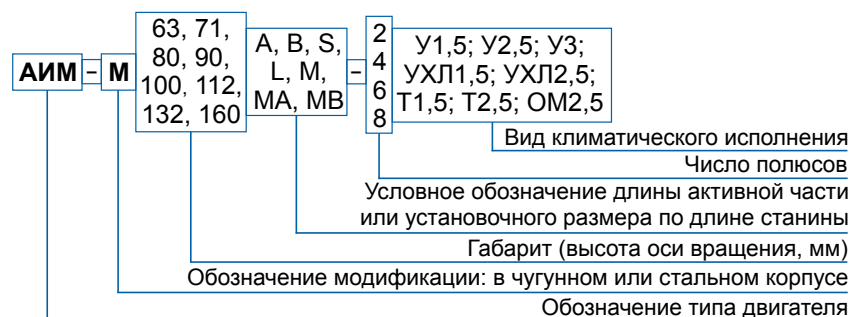 АИМ – М 63, 71, 80, 90, 100, 112, 132, 160 А, В, S, L, М, МА, МВ – 2 4 6 8 У1,5; У2,5; У3; УХЛ1,5; УХЛ2,5; Т1,5; Т2,5; ОМ2,5
Вид климатического исполнения
Число полюсов
Условное обозначение длины активной части
или установочного размера по длине станины
Габарит (высота оси вращения, мм)
Обозначение модификации: в чугунном или стальном корпусе
Обозначение типа двигателя